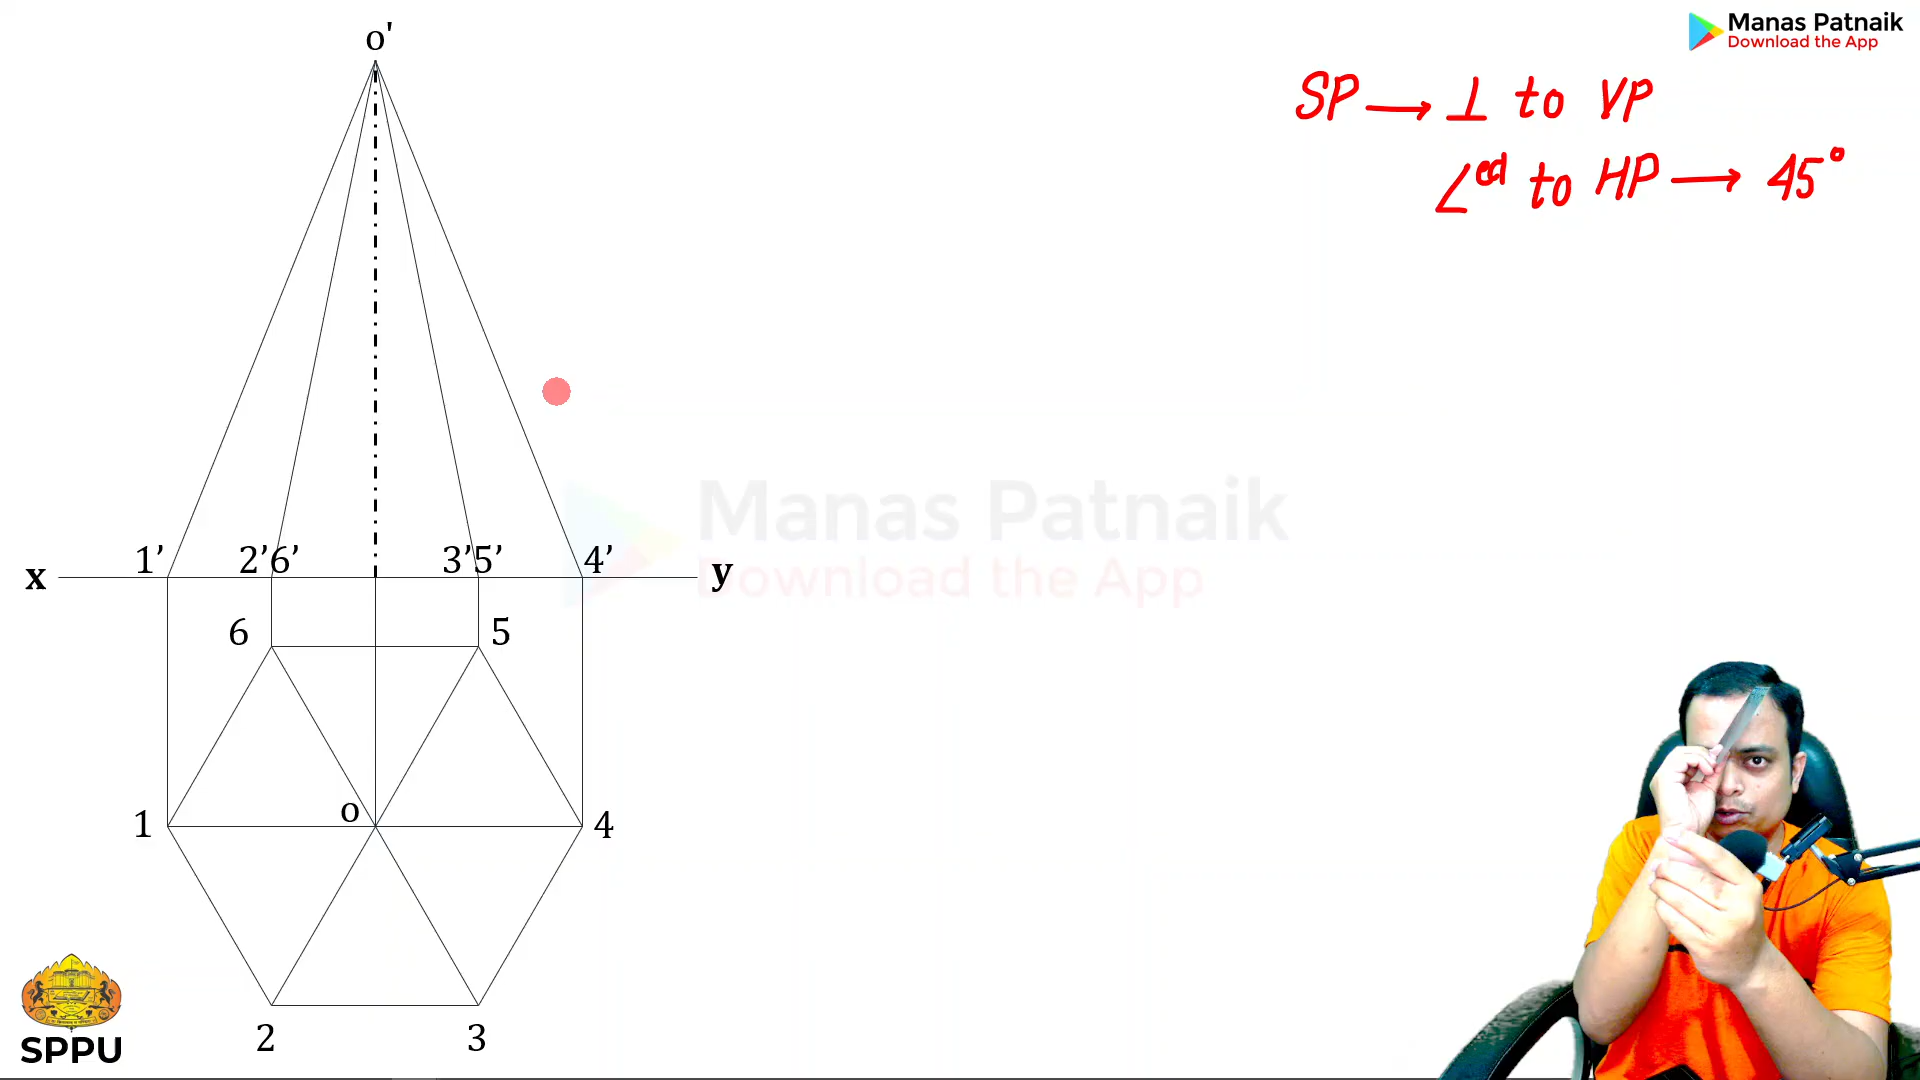 Manas Patnaik
Download the App
SP → ⊥ to VP
∠ed to HP → 45°
o'
1’ 2’6’ 3’5’ 4’
x y
6 5
1 o 4
2 3
Manas Patnaik
Download the App
SPPU